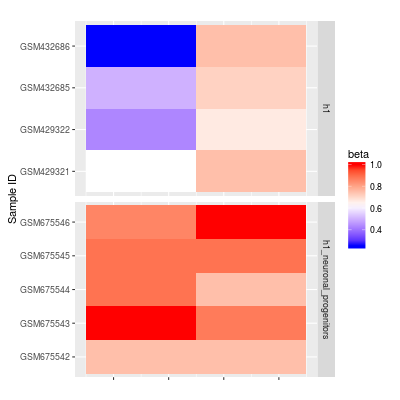 GSM432686
GSM432685
GSM429322
GSM429321
h1
GSM675546
GSM675545
GSM675544
GSM675543
GSM675542
h1_neuronal_progenitors
Sample ID
beta
1.0
0.8
0.6
0.4